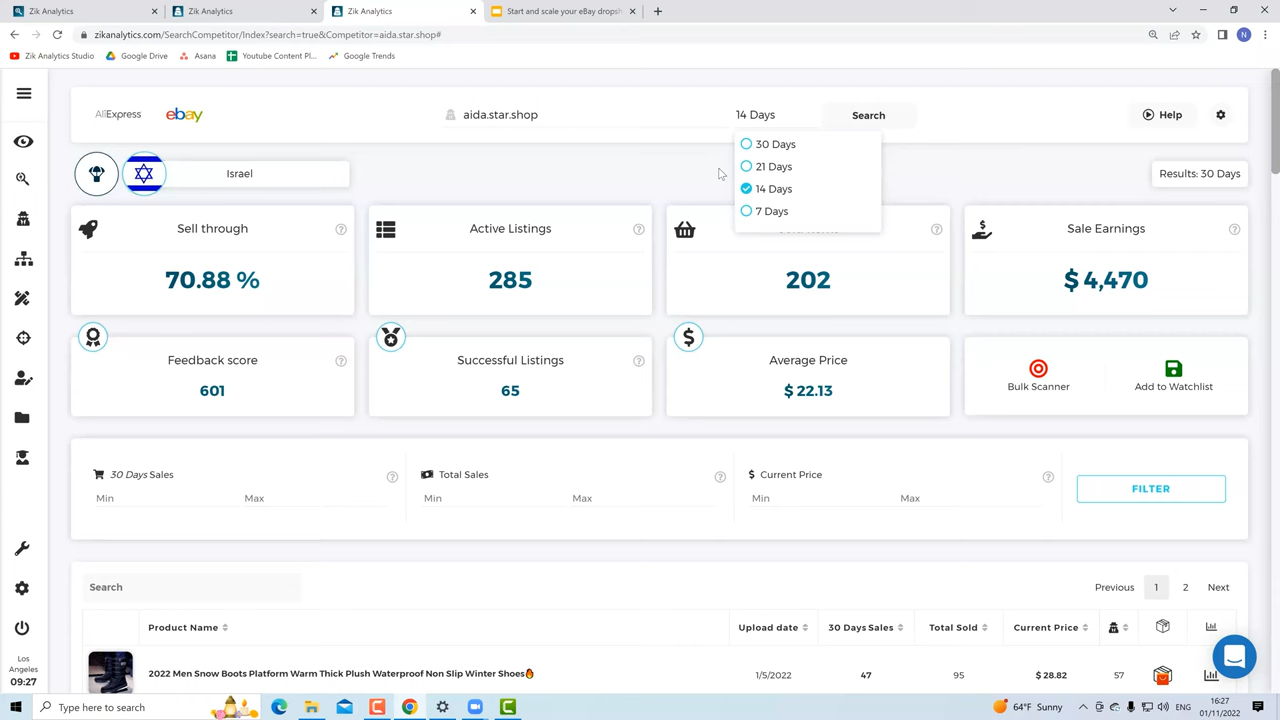 Zik Analytics
Zik Analytics
Zik Analytics
Start and scale your eBay dropsh
zikanalytics.com/SearchCompetitor/Index?search=true&Competitor=aida.star.shop#
N
Zik Analytics Studio
Google Drive
Asana
Youtube Content Pl...
Google Trends
AliExpress
ebay
aida.star.shop
14 Days
Search
Help
30 Days
21 Days
14 Days
7 Days
Israel
Results: 30 Days
Sell through
Active Listings
Sale Earnings
70.88 %
285
202
$ 4,470
Feedback score
Successful Listings
Average Price
601
65
$ 22.13
Bulk Scanner
Add to Watchlist
30 Days Sales
Total Sales
Current Price
Min
Max
Min
Max
Min
Max
FILTER
Search
Previous
1
2
Next
Product Name
Upload date
30 Days Sales
Total Sold
Current Price
2022 Men Snow Boots Platform Warm Thick Plush Waterproof Non Slip Winter Shoes🔥
1/5/2022
47
95
$ 28.82
57
Los
Angeles
09:27
Type here to search
64°F Sunny
ENG
16:27
01/11/2022